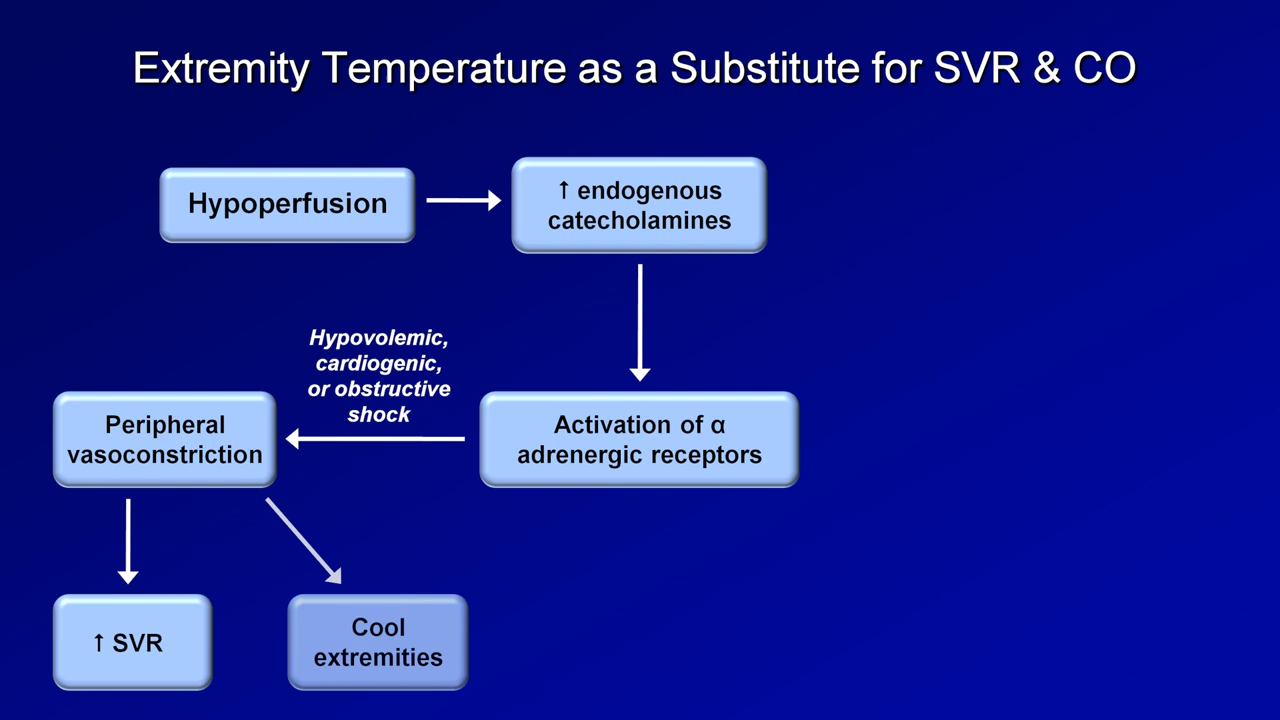 Extremity Temperature as a Substitute for SVR & CO
Hypoperfusion
↑ endogenous
catecholamines
Hypovolemic,
cardiogenic,
or obstructive
shock
Peripheral
vasoconstriction
Activation of α
adrenergic receptors
↑ SVR
Cool
extremities